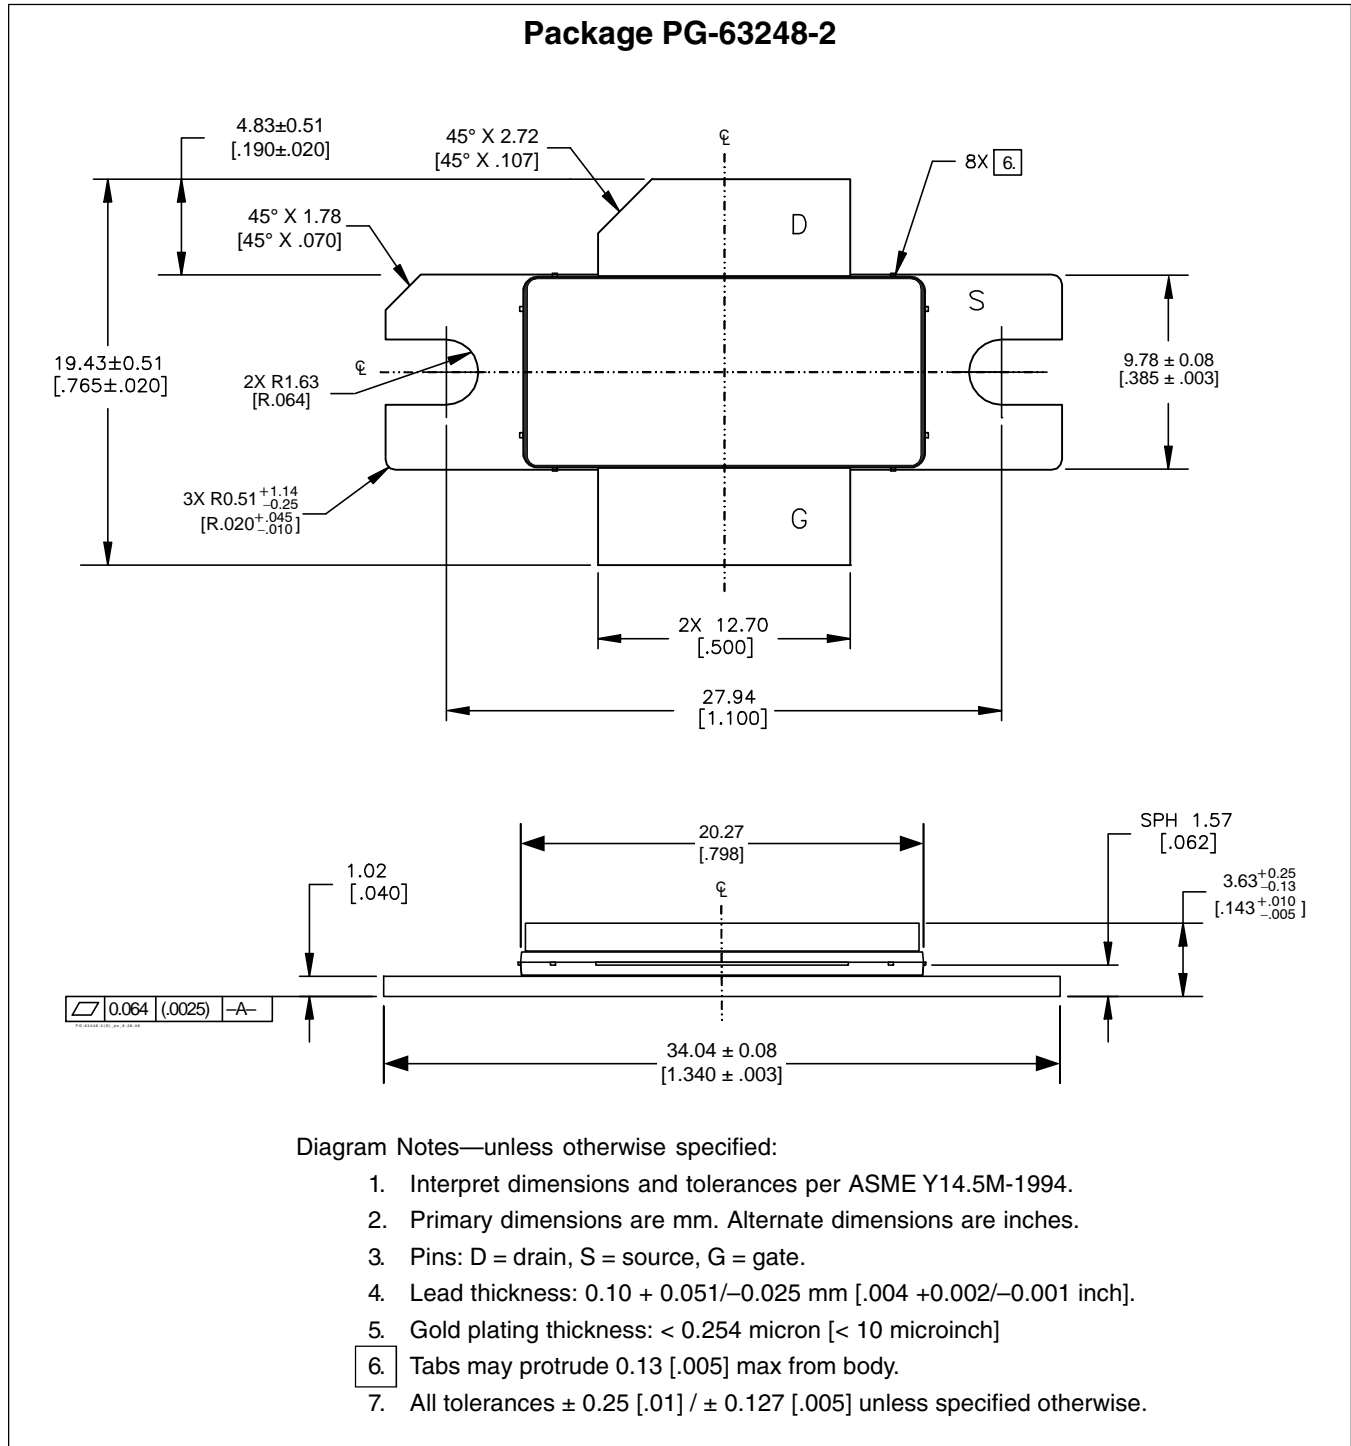 Package PG-63248-2
4.83±0.51
[.190±.020]
45° X 2.72
[45° X .107]
℄
8X 6.
45° X 1.78
[45° X .070]
D
S
19.43±0.51
[.765±.020]
℄
2X R1.63
[R.064]
9.78 ± 0.08
[.385 ± .003]
3X R0.51 +1.14 –0.25
[R.020 +.045 –.010 ]
G
2X 12.70
[.500]
27.94
[1.100]
20.27
[.798]
SPH 1.57
[.062]
1.02
[.040]
℄
3.63 +0.25 –0.13
[.143 +.010 –.005 ]
0.064 (.0025) –A–
34.04 ± 0.08
[1.340 ± .003]
Diagram Notes—unless otherwise specified:
1. Interpret dimensions and tolerances per ASME Y14.5M-1994.
2. Primary dimensions are mm. Alternate dimensions are inches.
3. Pins: D = drain, S = source, G = gate.
4. Lead thickness: 0.10 + 0.051/–0.025 mm [.004 +0.002/–0.001 inch].
5. Gold plating thickness: < 0.254 micron [< 10 microinch]
6. Tabs may protrude 0.13 [.005] max from body.
7. All tolerances ± 0.25 [.01] / ± 0.127 [.005] unless specified otherwise.